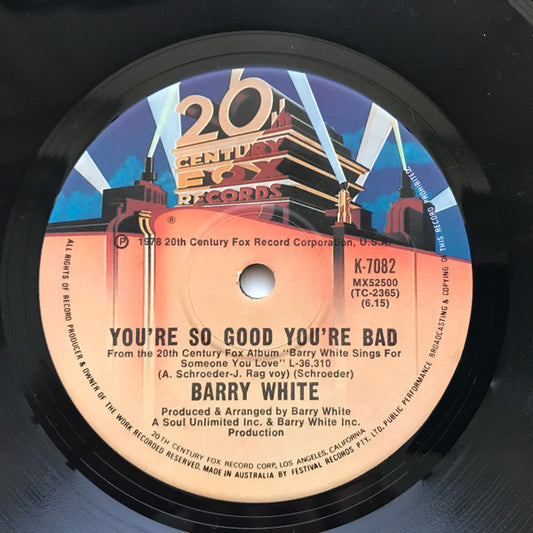 20th
CENTURY
FOX
RECORDS
®
Ⓟ 1978 20th Century Fox Record Corporation, U.S.A.
K-7082
MX52500
(TC-2365)
(6.15)
YOU'RE SO GOOD YOU'RE BAD
From the 20th Century Fox Album "Barry White Sings For
Someone You Love" L-36,310
(A. Schroeder-J. Rag voy) (Schroeder)
BARRY WHITE
Produced & Arranged by Barry White
A Soul Unlimited Inc. & Barry White Inc.
Production
20TH CENTURY FOX RECORD CORP., LOS ANGELES, CALIFORNIA
ALL RIGHTS OF RECORD PRODUCER & OWNER OF THE WORK RECORDED RESERVED. MADE IN AUSTRALIA BY FESTIVAL RECORDS PTY. LTD. PUBLIC PERFORMANCE BROADCASTING & COPYING OF THIS RECORD PROHIBITED.